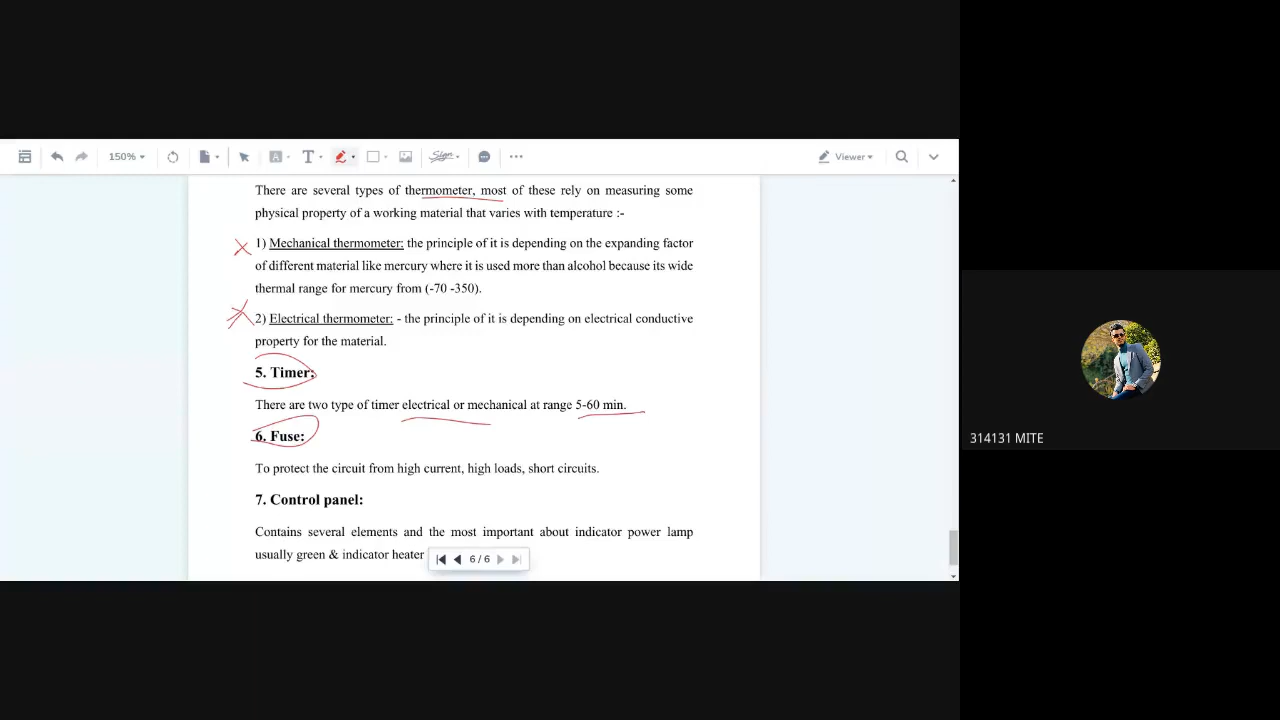 150%
T
Sign
Viewer
There are several types of thermometer, most of these rely on measuring some
physical property of a working material that varies with temperature :-
1) Mechanical thermometer: the principle of it is depending on the expanding factor
of different material like mercury where it is used more than alcohol because its wide
thermal range for mercury from (-70 -350).
2) Electrical thermometer: - the principle of it is depending on electrical conductive
property for the material.
5. Timer:
There are two type of timer electrical or mechanical at range 5-60 min.
6. Fuse:
To protect the circuit from high current, high loads, short circuits.
7. Control panel:
Contains several elements and the most important about indicator power lamp
usually green & indicator heater
6 / 6
314131 MITE